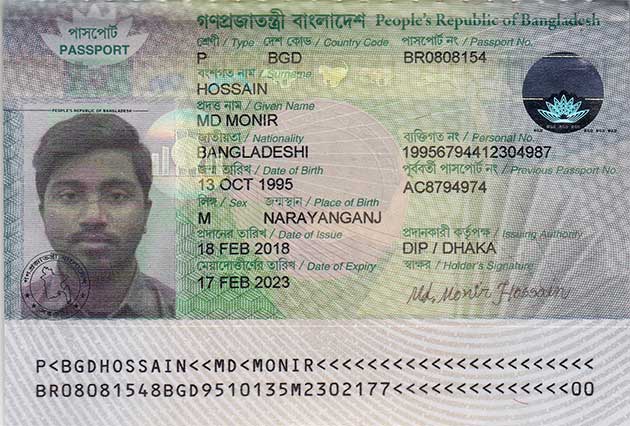 পাসপোর্ট
PASSPORT
গণপ্রজাতন্ত্রী বাংলাদেশ People's Republic of Bangladesh
শ্রেণী / Type দেশ কোড / Country Code পাসপোর্ট নং / Passport No.
P BGD BR0808154
বংশগত নাম / Surname
HOSSAIN
প্রদত্ত নাম / Given Name
MD MONIR
জাতীয়তা / Nationality ব্যক্তিগত নং / Personal No.
BANGLADESHI 19956794412304987
জন্ম তারিখ / Date of Birth পূর্ববর্তী পাসপোর্ট নং / Previous Passport No.
13 OCT 1995 AC8794974
লিঙ্গ / Sex জন্মস্থান / Place of Birth
M NARAYANGANJ
প্রদানের তারিখ / Date of Issue প্রদানকারী কর্তৃপক্ষ / Issuing Authority
18 FEB 2018 DIP / DHAKA
মেয়াদোত্তীর্ণের তারিখ / Date of Expiry স্বাক্ষর / Holder's Signature
17 FEB 2023 Md. Monir Hossain
PEOPLE'S REPUBLIC OF BANGLADESH
P<BGDHOSSAIN<<MD<MONIR<<<<<<<<<<<<<<<<<<<<<<
BR08081548BGD9510135M2302177<<<<<<<<<<<<<<00